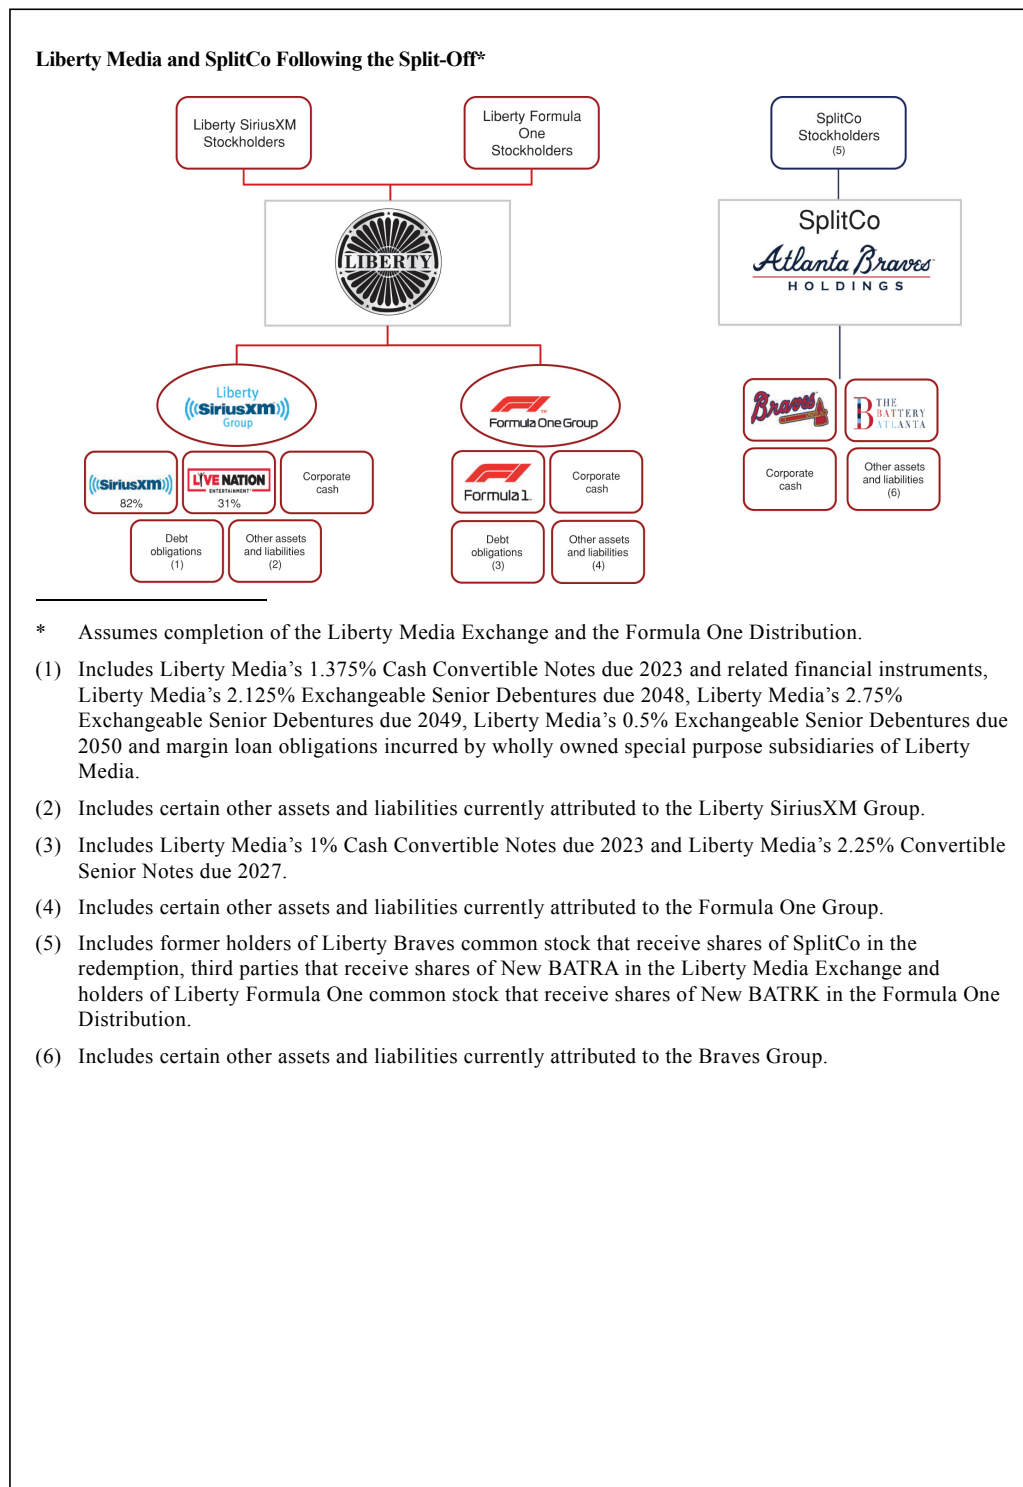 Liberty Media and SplitCo Following the Split-Off*
Liberty SiriusXM
Stockholders
Liberty Formula
One
Stockholders
SplitCo
Stockholders
(5)
LIBERTY
SplitCo
Atlanta Braves
HOLDINGS
Liberty
((SiriusXM))
Group
F1 TM
Formula One Group
Braves
THE
BATTERY
ATLANTA
B
((SiriusXM))
82%
LIVE NATION
ENTERTAINMENT
31%
Corporate
cash
F1
Formula 1.
Corporate
cash
Corporate
cash
Other assets
and liabilities
(6)
Debt
obligations
(1)
Other assets
and liabilities
(2)
Debt
obligations
(3)
Other assets
and liabilities
(4)
* Assumes completion of the Liberty Media Exchange and the Formula One Distribution.
(1) Includes Liberty Media’s 1.375% Cash Convertible Notes due 2023 and related financial instruments,
Liberty Media’s 2.125% Exchangeable Senior Debentures due 2048, Liberty Media’s 2.75%
Exchangeable Senior Debentures due 2049, Liberty Media’s 0.5% Exchangeable Senior Debentures due
2050 and margin loan obligations incurred by wholly owned special purpose subsidiaries of Liberty
Media.
(2) Includes certain other assets and liabilities currently attributed to the Liberty SiriusXM Group.
(3) Includes Liberty Media’s 1% Cash Convertible Notes due 2023 and Liberty Media’s 2.25% Convertible
Senior Notes due 2027.
(4) Includes certain other assets and liabilities currently attributed to the Formula One Group.
(5) Includes former holders of Liberty Braves common stock that receive shares of SplitCo in the
redemption, third parties that receive shares of New BATRA in the Liberty Media Exchange and
holders of Liberty Formula One common stock that receive shares of New BATRK in the Formula One
Distribution.
(6) Includes certain other assets and liabilities currently attributed to the Braves Group.